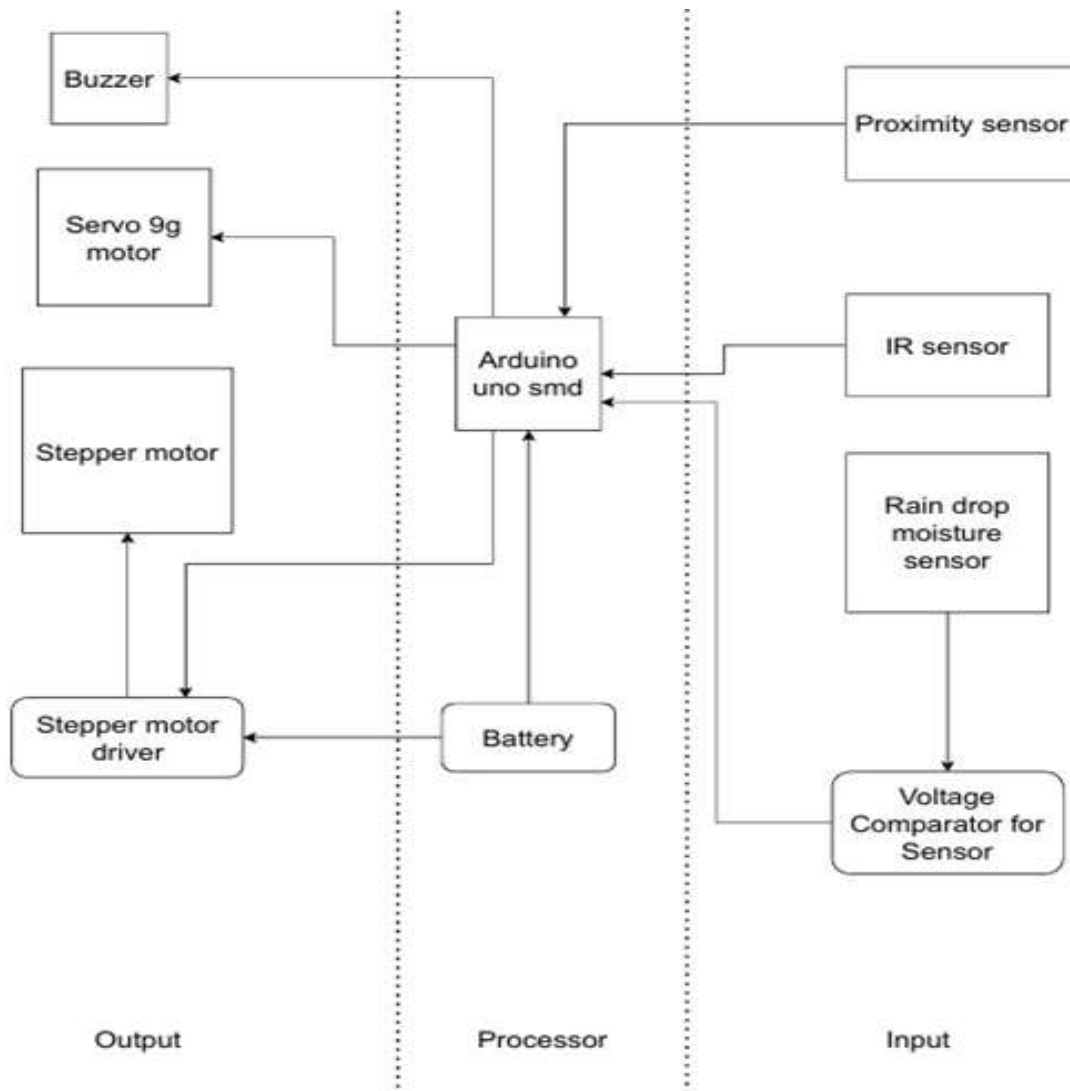 Buzzer
Proximity sensor
Servo 9g
motor
IR sensor
Arduino
uno smd
Stepper motor
Rain drop
moisture
sensor
Stepper motor
driver
Battery
Voltage
Comparator for
Sensor
Output
Processor
Input